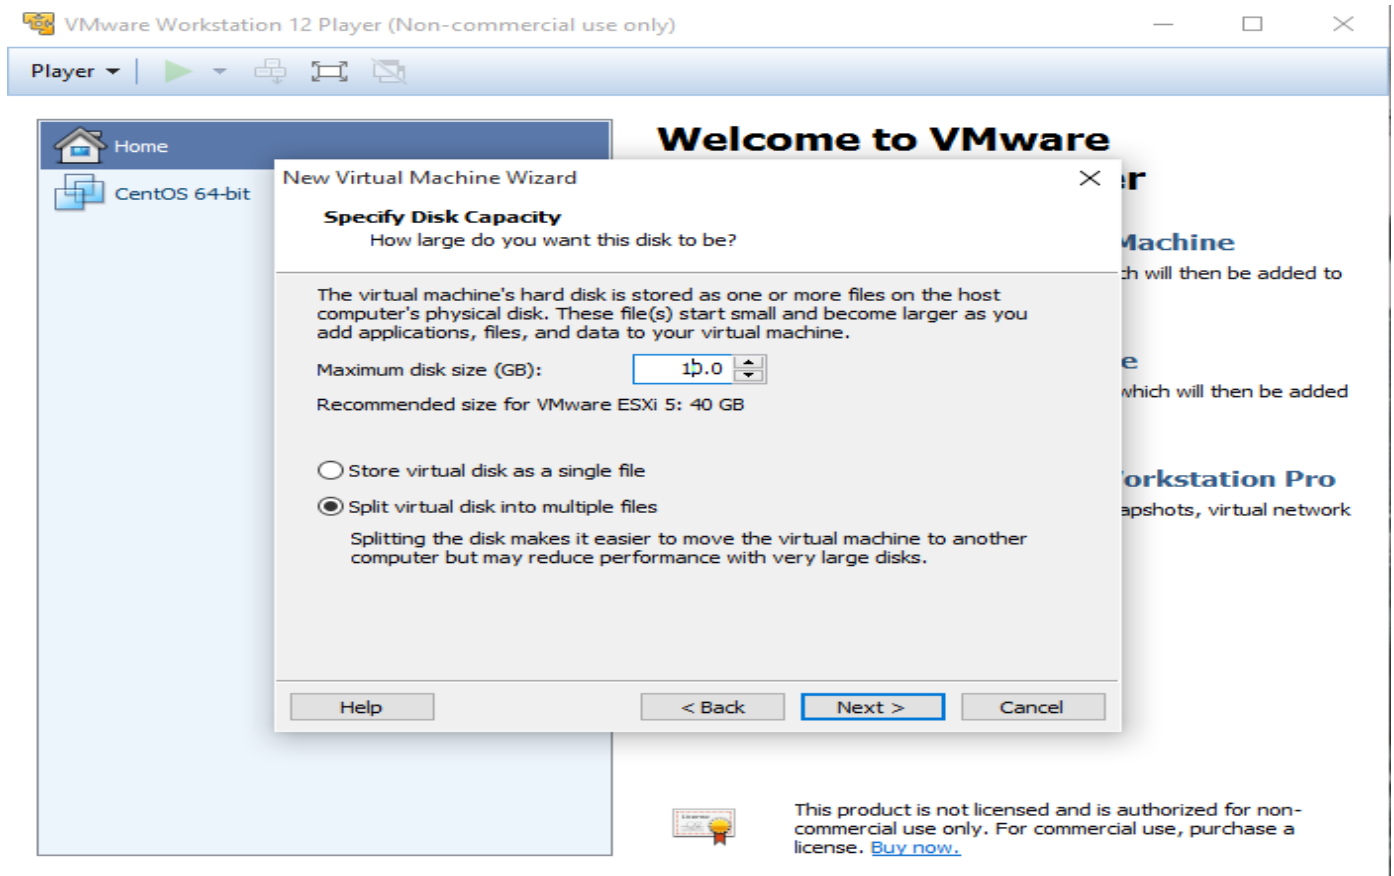 VMware Workstation 12 Player (Non-commercial use only)
Player
Home
CentOS 64-bit
Welcome to VMware
r
Machine
ch will then be added to
e
which will then be added
orkstation Pro
apshots, virtual network
New Virtual Machine Wizard
Specify Disk Capacity
How large do you want this disk to be?
The virtual machine's hard disk is stored as one or more files on the host
computer's physical disk. These file(s) start small and become larger as you
add applications, files, and data to your virtual machine.
Maximum disk size (GB): 10.0
Recommended size for VMware ESXi 5: 40 GB
Store virtual disk as a single file
Split virtual disk into multiple files
Splitting the disk makes it easier to move the virtual machine to another
computer but may reduce performance with very large disks.
Help < Back Next > Cancel
This product is not licensed and is authorized for non-
commercial use only. For commercial use, purchase a
license. Buy now.